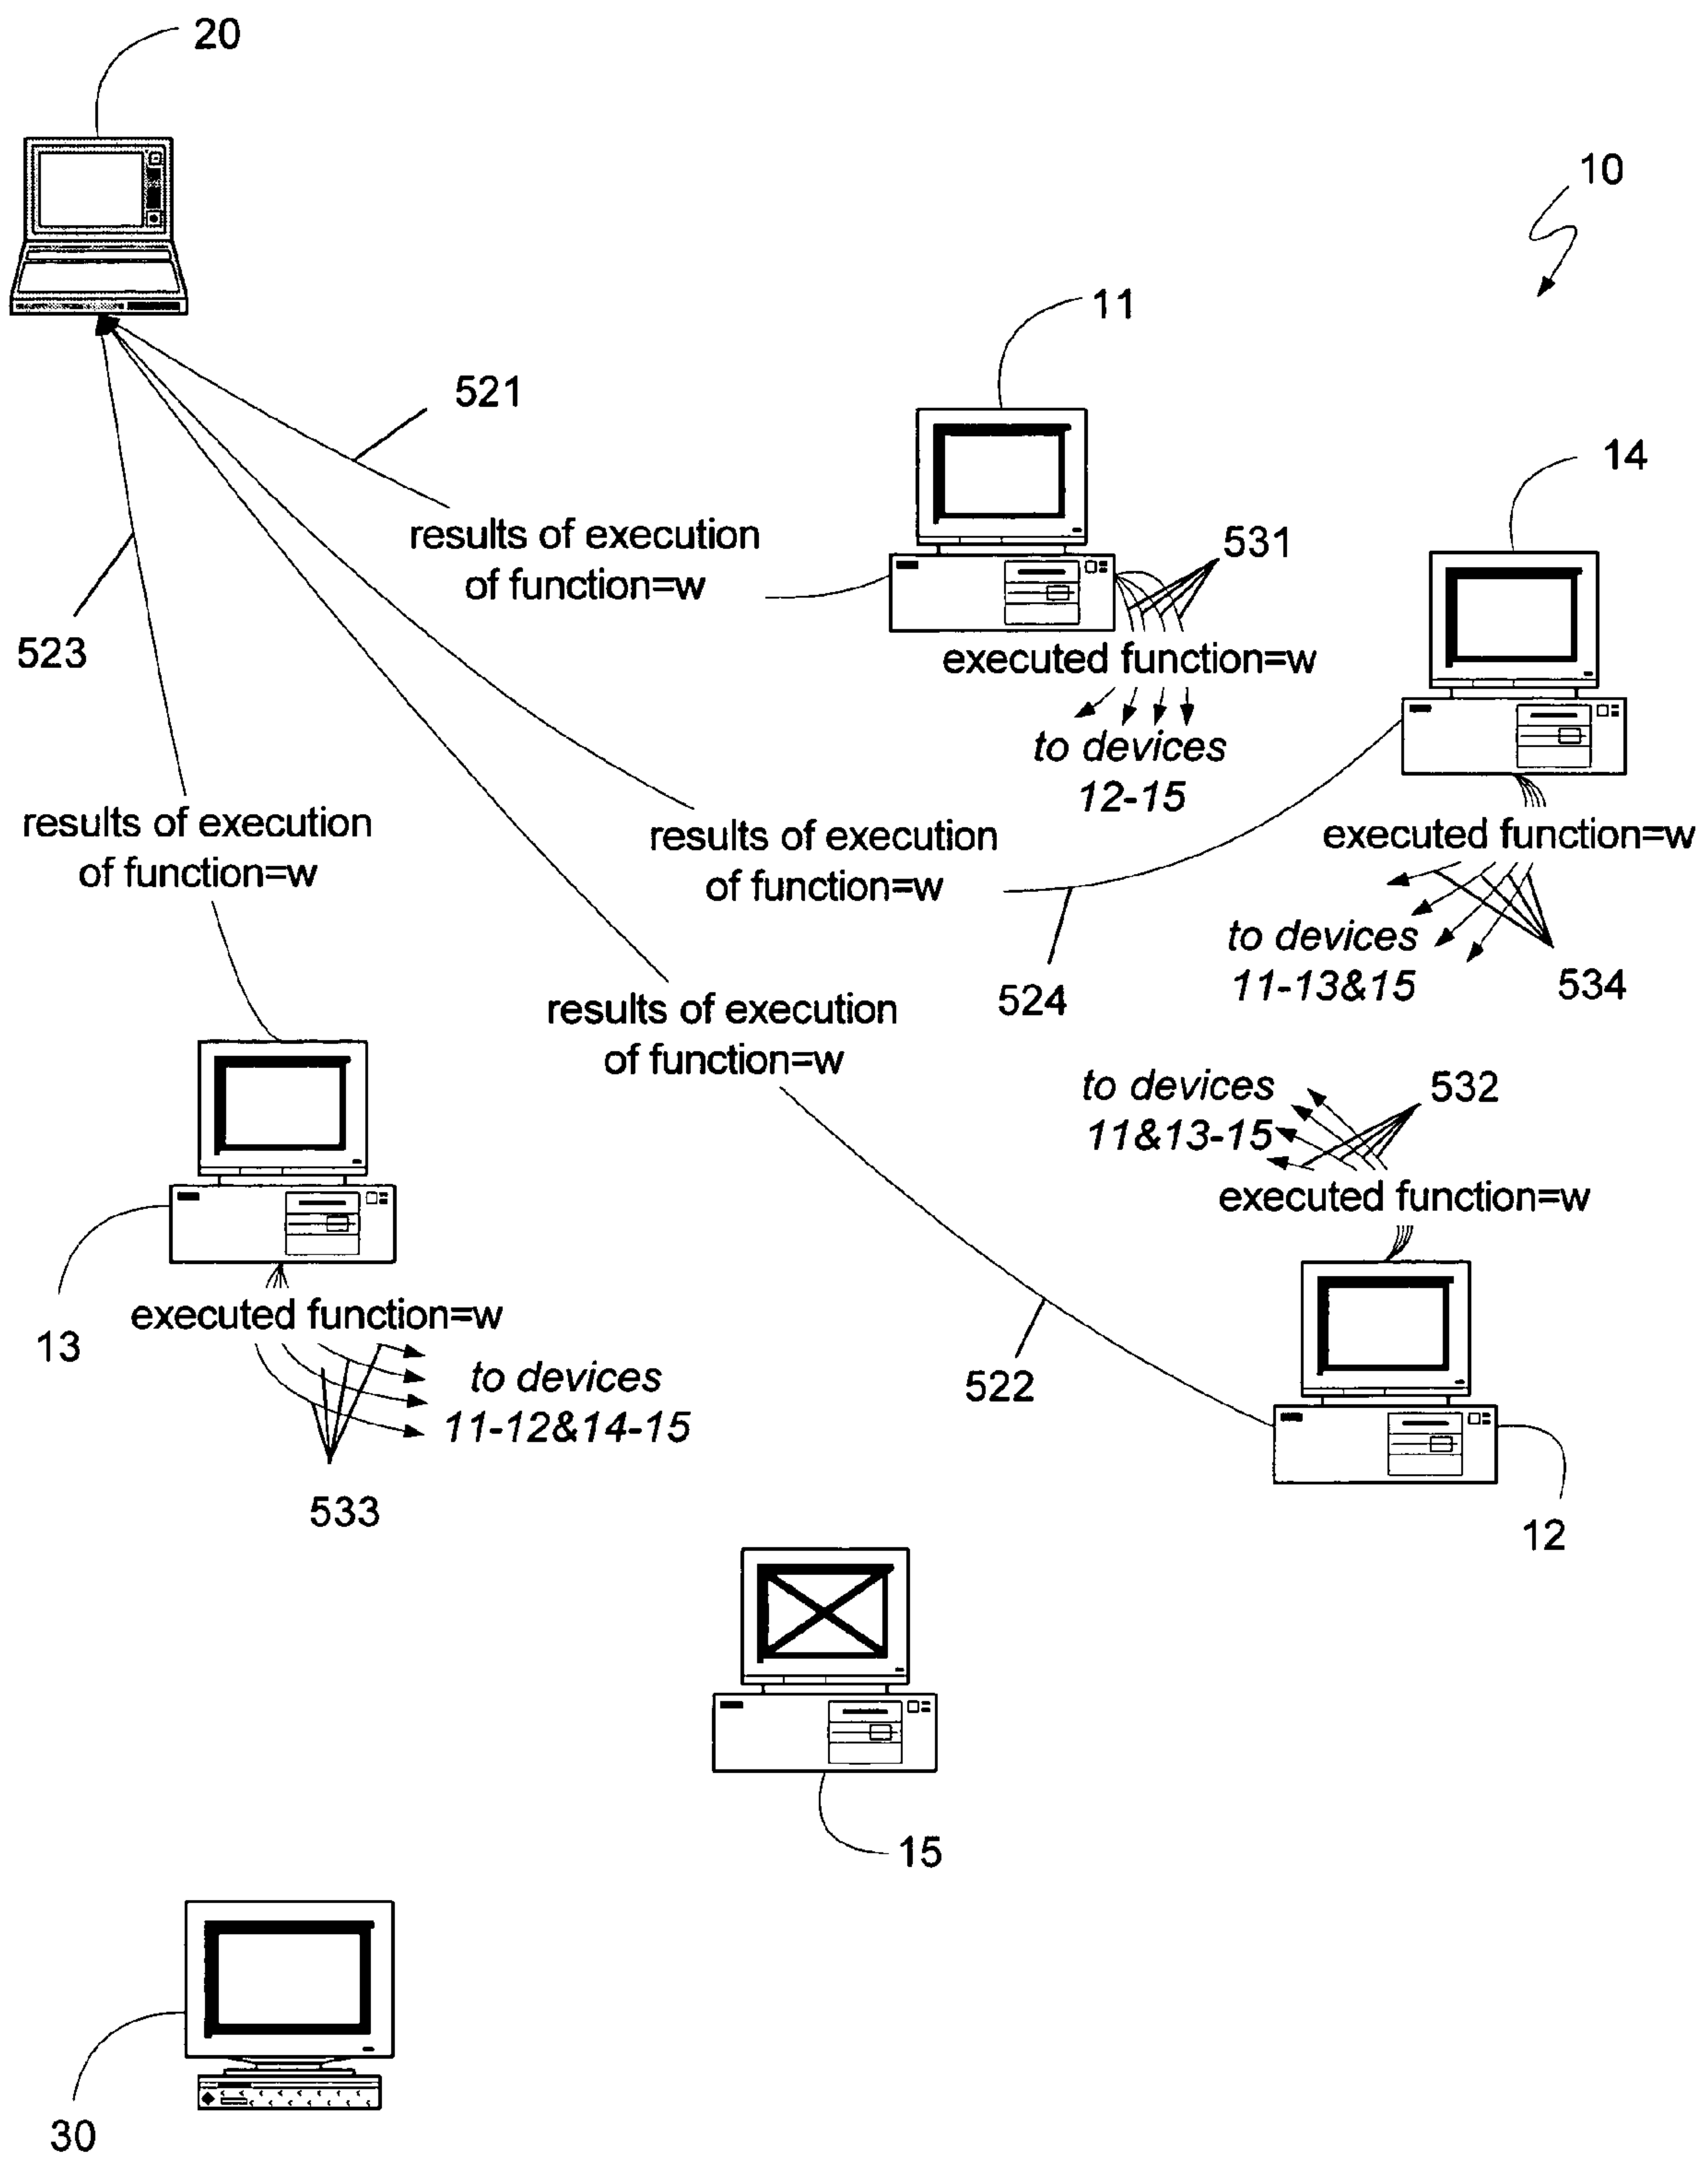 20
10
11
521
14
531
results of execution
of function=w
523
executed function=w
to devices
12-15
results of execution
of function=w
results of execution
of function=w
executed function=w
to devices
11-13&15
524
534
results of execution
of function=w
to devices
11&13-15
532
executed function=w
executed function=w
13
to devices
11-12&14-15
522
533
12
15
30